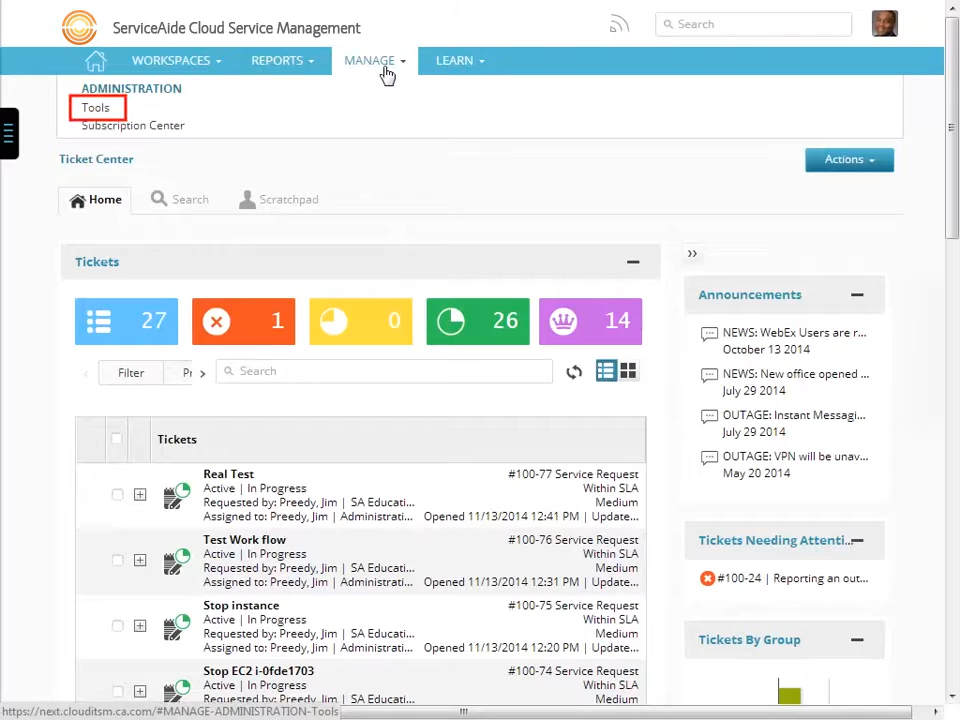 ServiceAide Cloud Service Management
Search
WORKSPACES
REPORTS
MANAGE
LEARN
ADMINISTRATION
Tools
Subscription Center
Ticket Center
Actions
Home
Search
Scratchpad
Tickets
27
1
0
26
14
Filter
Pr
Search
Tickets
Real Test
#100-77 Service Request
Active | In Progress
Within SLA
Requested by: Preedy, Jim | SA Educati...
Medium
Assigned to: Preedy, Jim | Administrati...
Opened 11/13/2014 12:41 PM | Update...
Test Work flow
#100-76 Service Request
Active | In Progress
Within SLA
Requested by: Preedy, Jim | SA Educati...
Medium
Assigned to: Preedy, Jim | Administrati...
Opened 11/13/2014 12:31 PM | Update...
Stop instance
#100-75 Service Request
Active | In Progress
Within SLA
Requested by: Preedy, Jim | SA Educati...
Medium
Assigned to: Preedy, Jim | Administrati...
Opened 11/13/2014 12:20 PM | Update...
Stop EC2 i-0fde1703
#100-74 Service Request
Active | In Progress
Within SLA
Requested by: Preedy, Jim | SA Educati...
Medium
Announcements
NEWS: WebEx Users are r...
October 13 2014
NEWS: New office opened ...
July 29 2014
OUTAGE: Instant Messagi...
July 29 2014
OUTAGE: VPN will be unav...
May 20 2014
Tickets Needing Attenti...
#100-24 | Reporting an out...
Tickets By Group
https://next.clouditsm.ca.com/#MANAGE-ADMINISTRATION-Tools